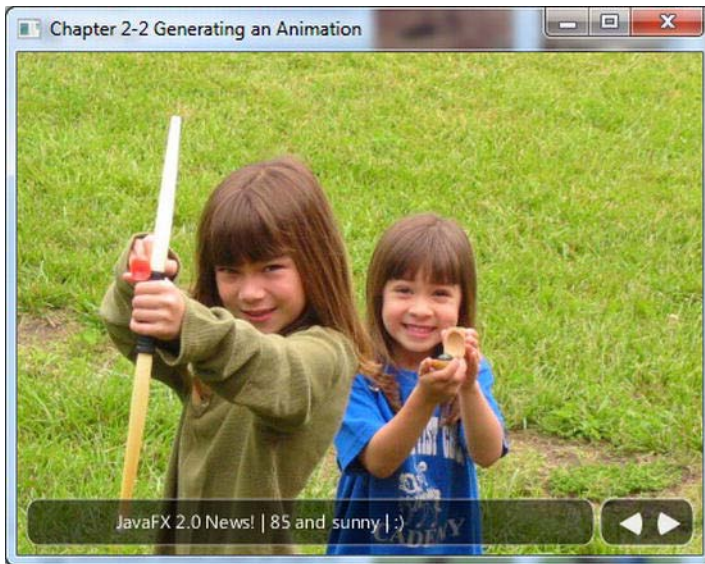 Chapter 2-2 Generating an Animation
JavaFX 2.0 News! | 85 and sunny | :)